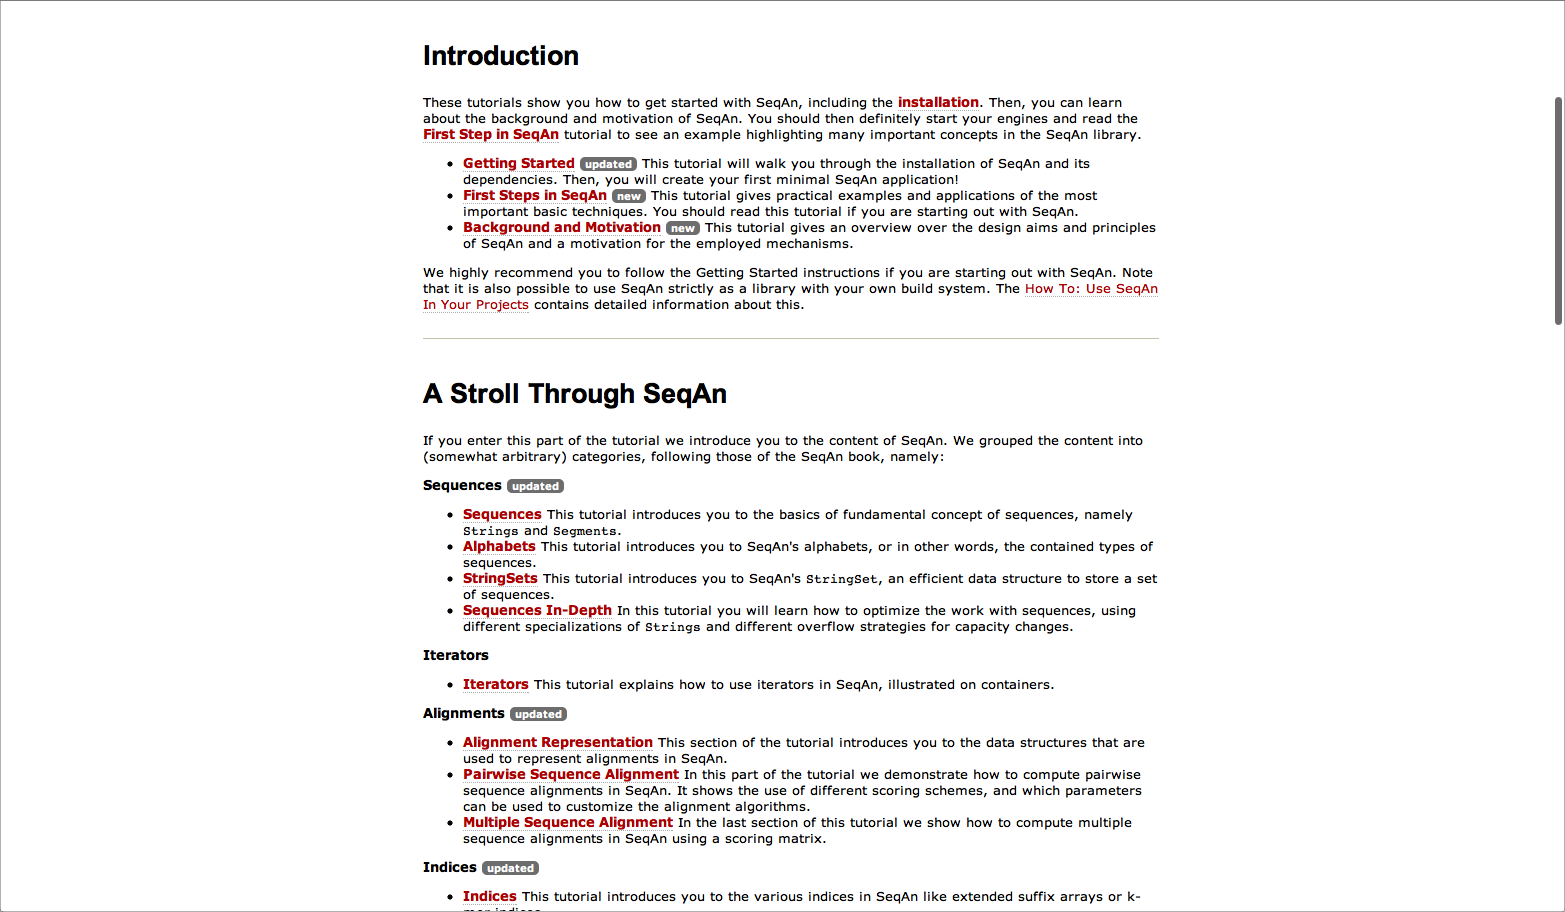 Introduction
These tutorials show you how to get started with SeqAn, including the installation. Then, you can learn
about the background and motivation of SeqAn. You should then definitely start your engines and read the
First Step in SeqAn tutorial to see an example highlighting many important concepts in the SeqAn library.
• Getting Started updated This tutorial will walk you through the installation of SeqAn and its
dependencies. Then, you will create your first minimal SeqAn application!
• First Steps in SeqAn new This tutorial gives practical examples and applications of the most
important basic techniques. You should read this tutorial if you are starting out with SeqAn.
• Background and Motivation new This tutorial gives an overview over the design aims and principles
of SeqAn and a motivation for the employed mechanisms.
We highly recommend you to follow the Getting Started instructions if you are starting out with SeqAn. Note
that it is also possible to use SeqAn strictly as a library with your own build system. The How To: Use SeqAn
In Your Projects contains detailed information about this.
A Stroll Through SeqAn
If you enter this part of the tutorial we introduce you to the content of SeqAn. We grouped the content into
(somewhat arbitrary) categories, following those of the SeqAn book, namely:
Sequences updated
• Sequences This tutorial introduces you to the basics of fundamental concept of sequences, namely
Strings and Segments.
• Alphabets This tutorial introduces you to SeqAn's alphabets, or in other words, the contained types of
sequences.
• StringSets This tutorial introduces you to SeqAn's StringSet, an efficient data structure to store a set
of sequences.
• Sequences In-Depth In this tutorial you will learn how to optimize the work with sequences, using
different specializations of Strings and different overflow strategies for capacity changes.
Iterators
• Iterators This tutorial explains how to use iterators in SeqAn, illustrated on containers.
Alignments updated
• Alignment Representation This section of the tutorial introduces you to the data structures that are
used to represent alignments in SeqAn.
• Pairwise Sequence Alignment In this part of the tutorial we demonstrate how to compute pairwise
sequence alignments in SeqAn. It shows the use of different scoring schemes, and which parameters
can be used to customize the alignment algorithms.
• Multiple Sequence Alignment In the last section of this tutorial we show how to compute multiple
sequence alignments in SeqAn using a scoring matrix.
Indices updated
• Indices This tutorial introduces you to the various indices in SeqAn like extended suffix arrays or k-